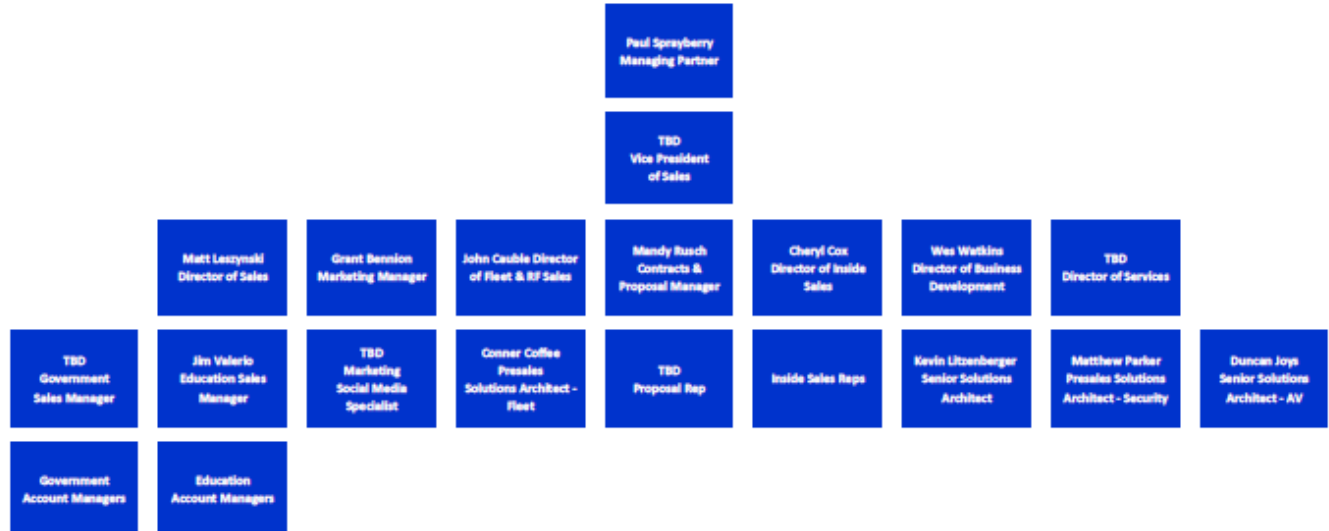 Paul Sprayberry
Managing Partner
TBD
Vice President
of Sales
Matt Leszynski
Director of Sales
Grant Bennion
Marketing Manager
John Cauble Director
of Fleet & RF Sales
Mandy Rusch
Contracts &
Proposal Manager
Cheryl Cox
Director of Inside
Sales
Wes Watkins
Director of Business
Development
TBD
Director of Services
TBD
Government
Sales Manager
Jim Valerio
Education Sales
Manager
TBD
Marketing
Social Media
Specialist
Conner Coffee
Presales
Solutions Architect -
Fleet
TBD
Proposal Rep
Inside Sales Reps
Kevin Litzenberger
Senior Solutions
Architect
Matthew Parker
Presales Solutions
Architect - Security
Duncan Joys
Senior Solutions
Architect - AV
Government
Account Managers
Education
Account Managers